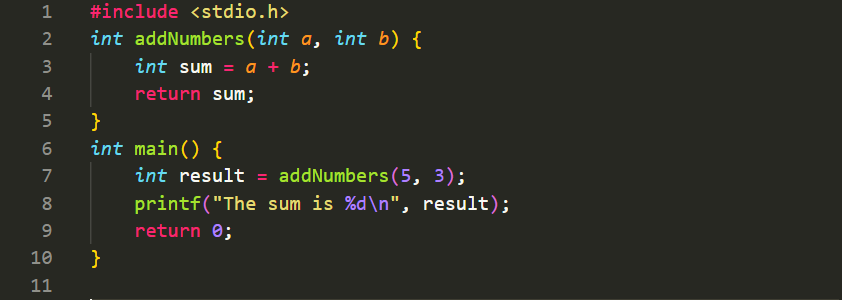 1 #include <stdio.h>
2 int addNumbers(int a, int b) {
3     int sum = a + b;
4     return sum;
5 }
6 int main() {
7     int result = addNumbers(5, 3);
8     printf("The sum is %d\n", result);
9     return 0;
10 }
11